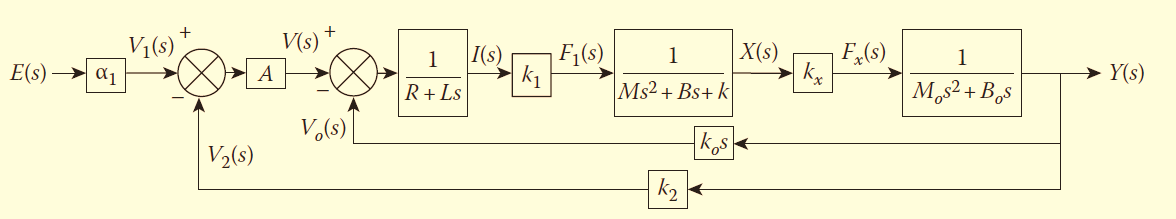 E(s)
α₁
V₁(s)
+
−
A
V(s)
+
−
1
R + Ls
I(s)
k₁
F₁(s)
1
Ms² + Bs + k
X(s)
kₓ
Fₓ(s)
1
Mₒs² + Bₒs
Y(s)
Vₒ(s)
kₒs
V₂(s)
k₂